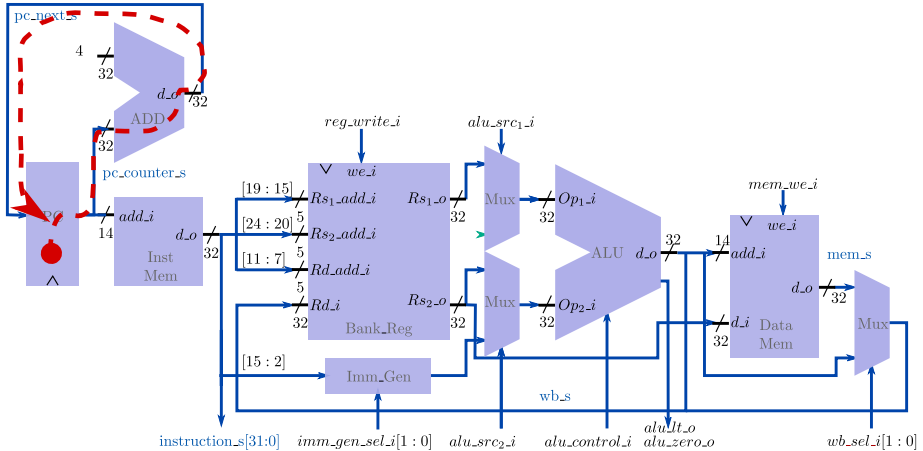 pc_next_s
4
32
d_o
32
ADD
32
pc_counter_s
PC
14
add_i
d_o
32
Inst
Mem
reg_write_i
we_i
[19 : 15]
5
Rs1_add_i
Rs1_o
32
[24 : 20]
5
Rs2_add_i
[11 : 7]
5
Rd_add_i
Rd_i
32
Rs2_o
32
Bank_Reg
[15 : 2]
Imm_Gen
alu_src1_i
Mux
Mux
32
Op1_i
ALU
d_o
32
32
Op2_i
mem_we_i
we_i
14
add_i
mem_s
d_o
32
d_i
32
Data
Mem
Mux
wb_s
instruction_s[31:0]
imm_gen_sel_i[1 : 0]
alu_src2_i
alu_control_i
alu_lt_o
alu_zero_o
wb_sel_i[1 : 0]